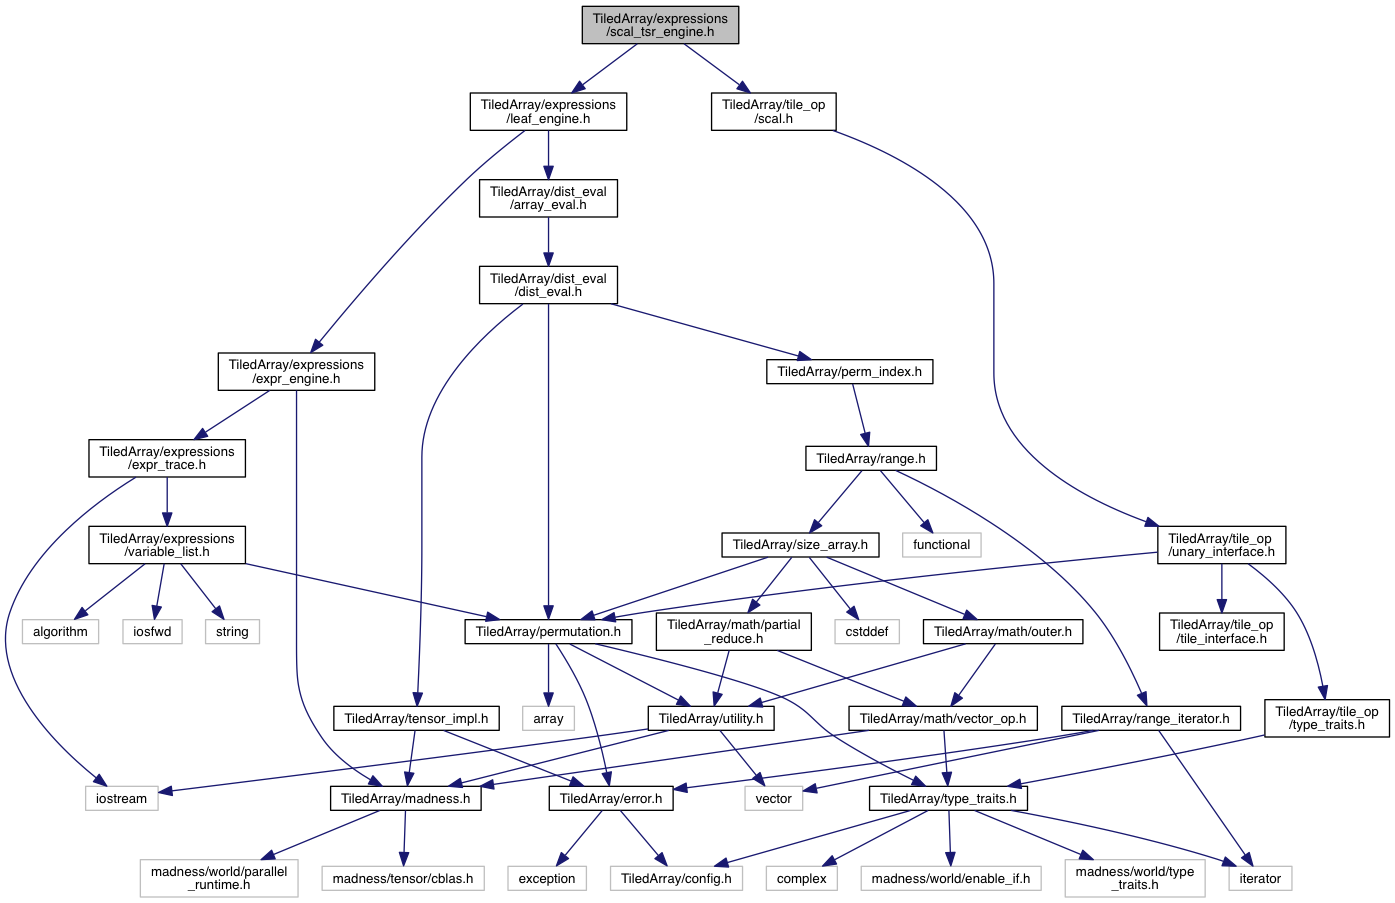 TiledArray/expressions
/scal_tsr_engine.h
TiledArray/expressions
/leaf_engine.h
TiledArray/tile_op
/scal.h
TiledArray/dist_eval
/array_eval.h
TiledArray/dist_eval
/dist_eval.h
TiledArray/expressions
/expr_engine.h
TiledArray/perm_index.h
TiledArray/expressions
/expr_trace.h
TiledArray/range.h
TiledArray/expressions
/variable_list.h
TiledArray/size_array.h
functional
TiledArray/tile_op
/unary_interface.h
algorithm
iosfwd
string
TiledArray/permutation.h
TiledArray/math/partial
_reduce.h
cstddef
TiledArray/math/outer.h
TiledArray/tile_op
/tile_interface.h
TiledArray/tensor_impl.h
array
TiledArray/utility.h
TiledArray/math/vector_op.h
TiledArray/range_iterator.h
TiledArray/tile_op
/type_traits.h
iostream
TiledArray/madness.h
TiledArray/error.h
vector
TiledArray/type_traits.h
madness/world/parallel
_runtime.h
madness/tensor/cblas.h
exception
TiledArray/config.h
complex
madness/world/enable_if.h
madness/world/type
_traits.h
iterator